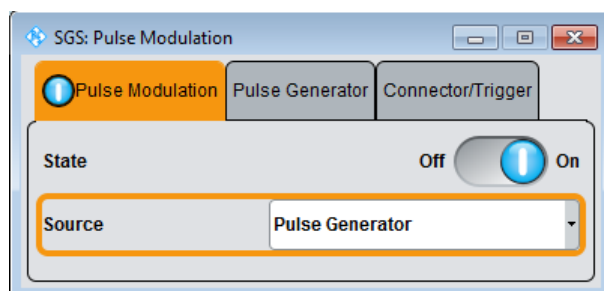 SGS: Pulse Modulation
Pulse Modulation Pulse Generator Connector/Trigger
State Off On
Source Pulse Generator